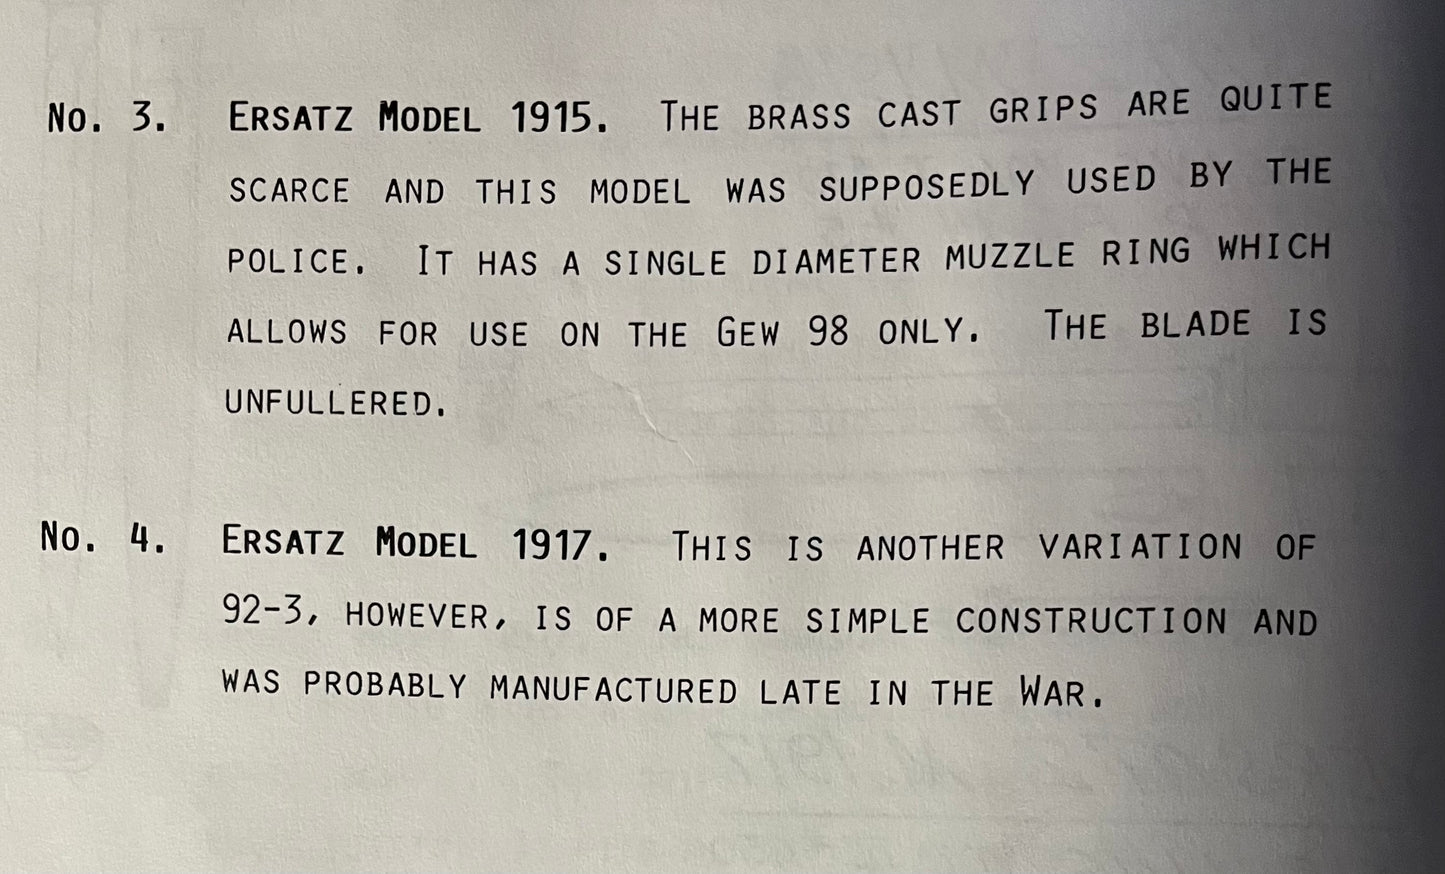 No. 3. ERSATZ MODEL 1915. THE BRASS CAST GRIPS ARE QUITE
SCARCE AND THIS MODEL WAS SUPPOSEDLY USED BY THE
POLICE. IT HAS A SINGLE DIAMETER MUZZLE RING WHICH
ALLOWS FOR USE ON THE GEW 98 ONLY. THE BLADE IS
UNFULLERED.
No. 4. ERSATZ MODEL 1917. THIS IS ANOTHER VARIATION OF
92-3, HOWEVER, IS OF A MORE SIMPLE CONSTRUCTION AND
WAS PROBABLY MANUFACTURED LATE IN THE WAR.